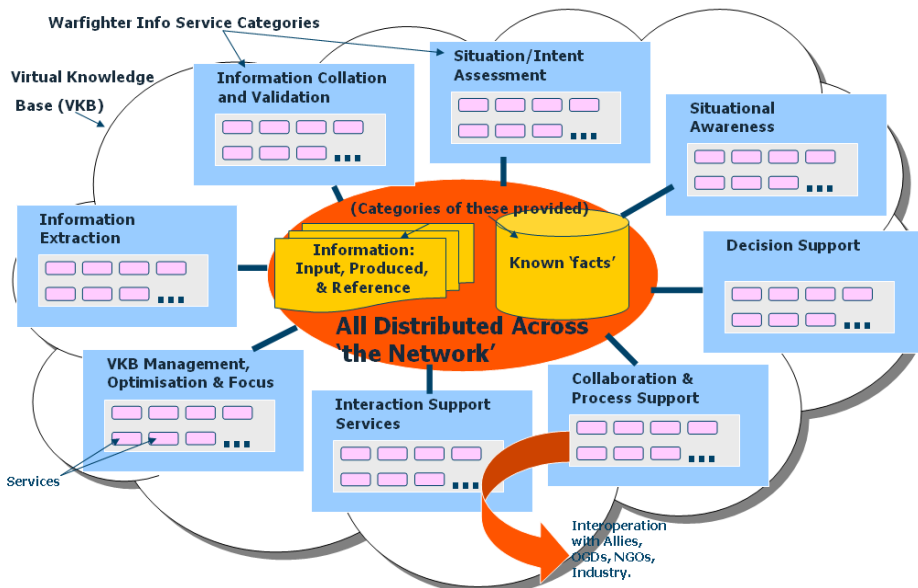 Warfighter Info Service Categories
Virtual Knowledge
Base (VKB)
Information Collation
and Validation
...
Situation/Intent
Assessment
...
Situational
Awareness
...
Information
Extraction
...
(Categories of these provided)
Information:
Input, Produced,
& Reference
Known ‘facts’
Decision Support
...
All Distributed Across
‘the Network’
VKB Management,
Optimisation & Focus
...
Interaction Support
Services
...
Collaboration &
Process Support
...
Services
Interoperation
with Allies,
OGDs, NGOs,
Industry.